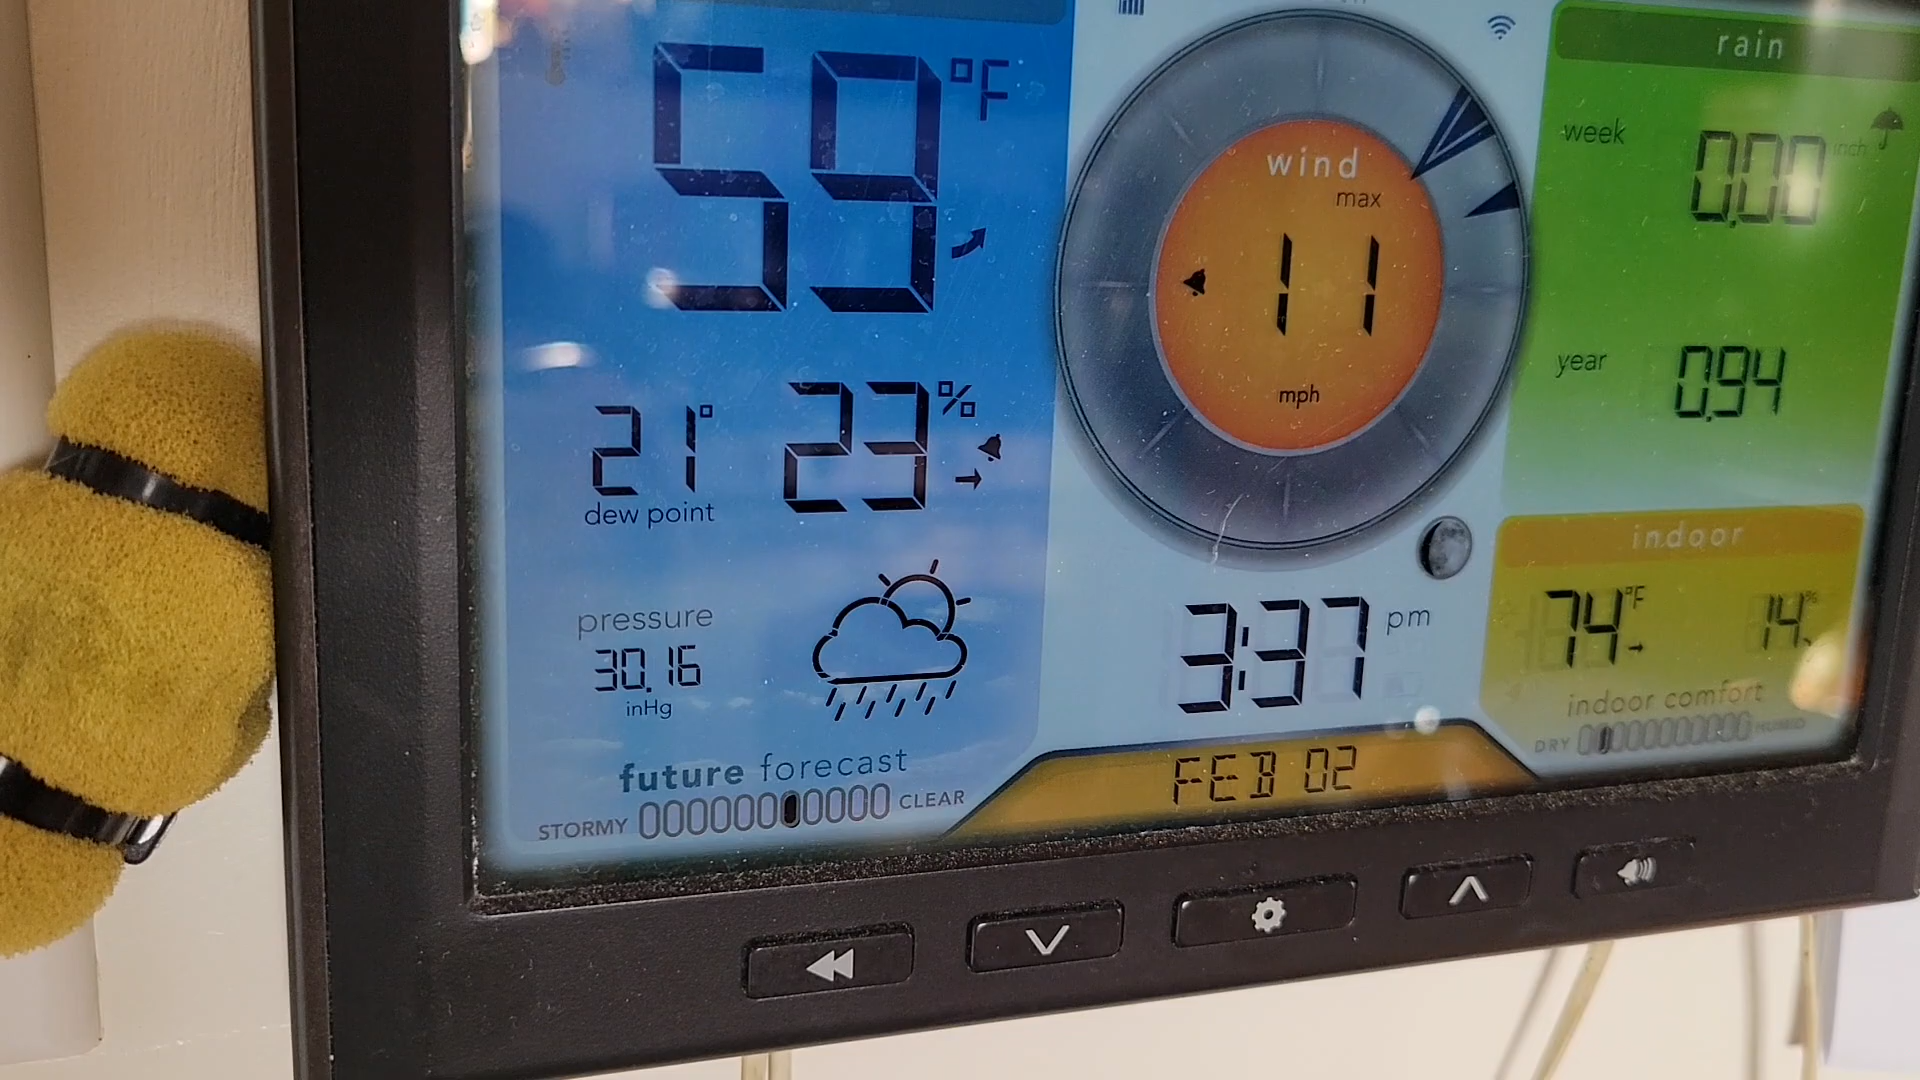 59 °F
21° 23%
dew point
pressure
30.16
inHg
future forecast
STORMY CLEAR
wind
max
11
mph
3:37 pm
FEB 02
rain
week 0.00 inch
year 0.94
indoor
74 °F 14 %
indoor comfort
DRY HUMID